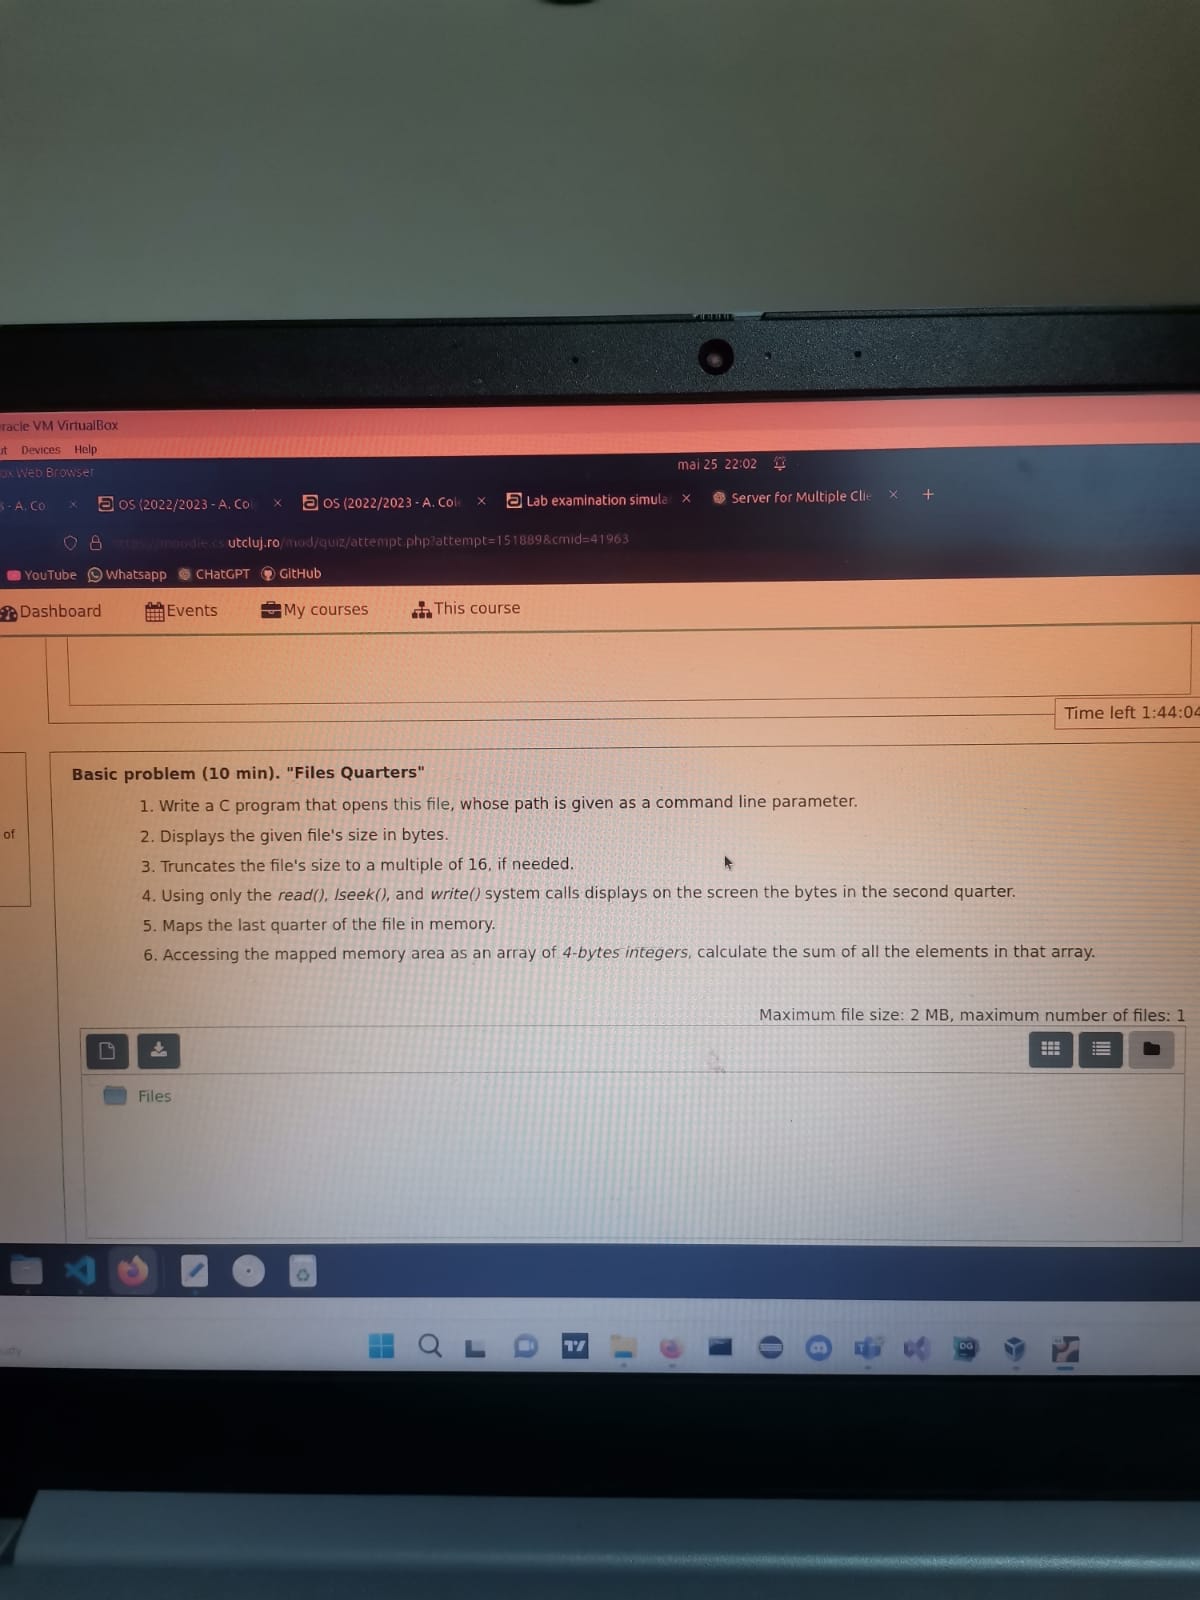 Oracle VM VirtualBox
Devices Help
Web Browser
mai 25 22:02
- A. Co
OS (2022/2023 - A. Col
OS (2022/2023 - A. Col
Lab examination simula
Server for Multiple Clie
utcluj.ro/mod/quiz/attempt.php?attempt=151889&cmid=41963
YouTube Whatsapp CHatGPT GitHub
Dashboard Events My courses This course
Time left 1:44:04
Basic problem (10 min). "Files Quarters"
1. Write a C program that opens this file, whose path is given as a command line parameter.
2. Displays the given file's size in bytes.
of
3. Truncates the file's size to a multiple of 16, if needed.
4. Using only the read(), lseek(), and write() system calls displays on the screen the bytes in the second quarter.
5. Maps the last quarter of the file in memory.
6. Accessing the mapped memory area as an array of 4-bytes integers, calculate the sum of all the elements in that array.
Maximum file size: 2 MB, maximum number of files: 1
Files
DG